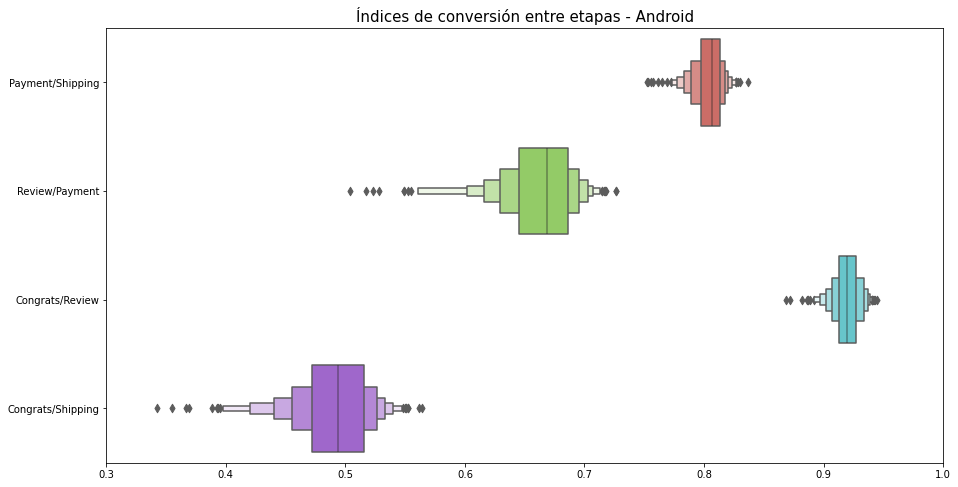 Índices de conversión entre etapas - Android
Payment/Shipping
Review/Payment
Congrats/Review
Congrats/Shipping
0.3 0.4 0.5 0.6 0.7 0.8 0.9 1.0